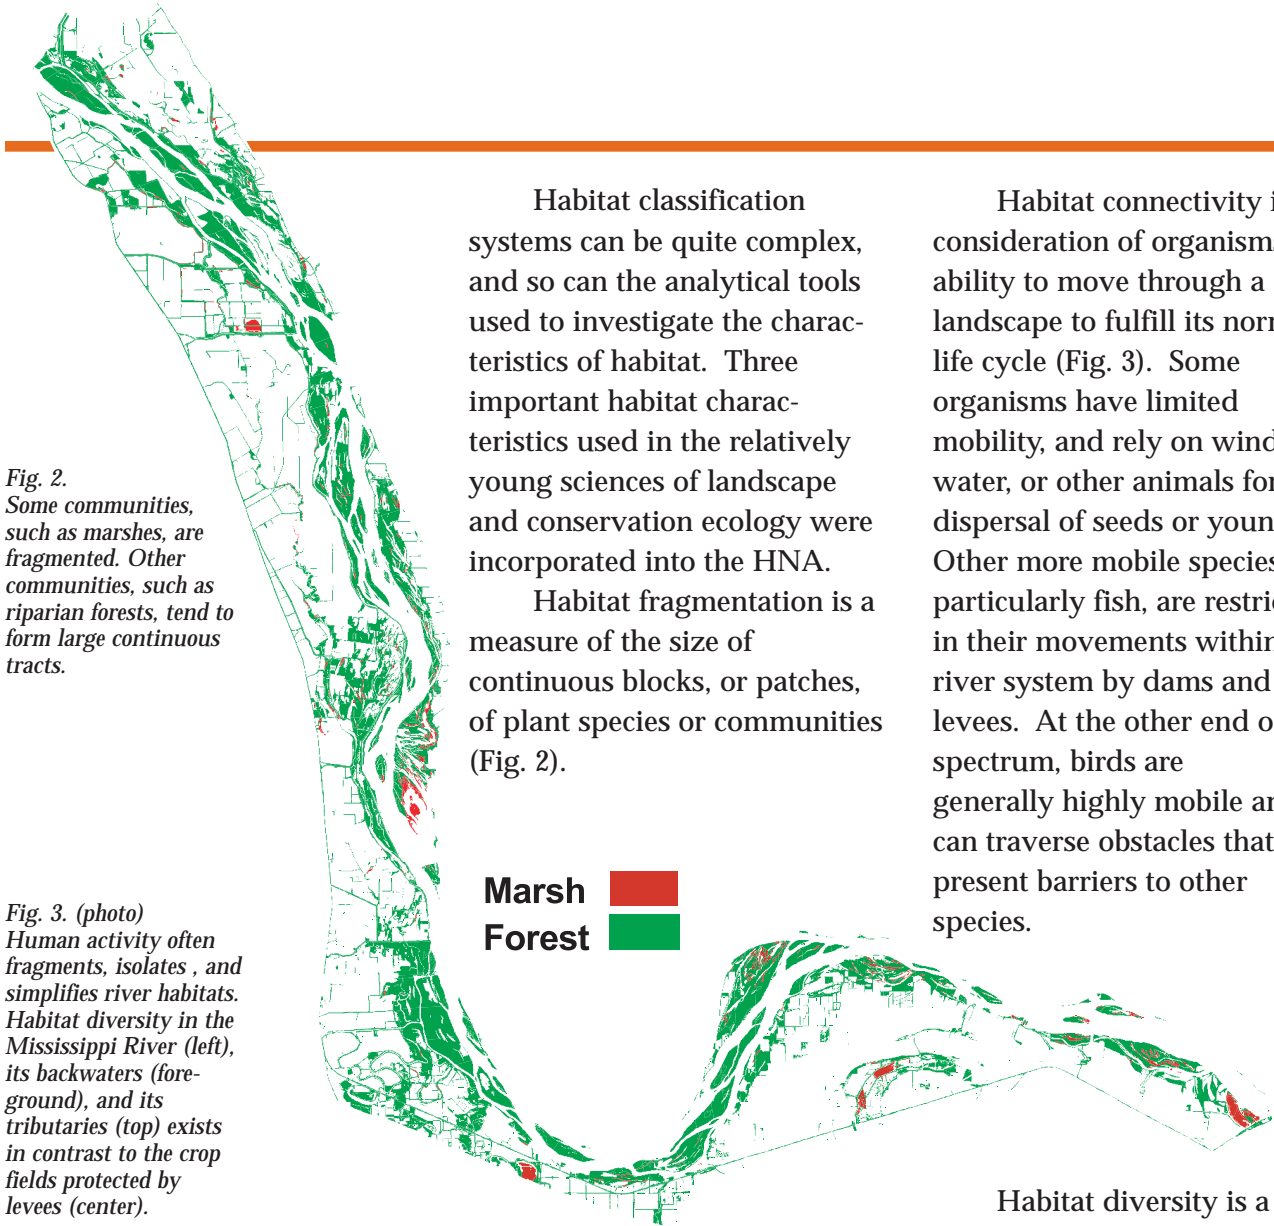 Habitat classification
systems can be quite complex,
and so can the analytical tools
used to investigate the charac-
teristics of habitat. Three
important habitat charac-
teristics used in the relatively
young sciences of landscape
and conservation ecology were
incorporated into the HNA.
Habitat fragmentation is a
measure of the size of
continuous blocks, or patches,
of plant species or communities
(Fig. 2).
Habitat connectivity
consideration of
ability to move through a
landscape to fulfill its
life cycle (Fig. 3). Some
organisms have limited
mobility, and rely on wind
water, or other animals for
dispersal of seeds or
Other more mobile species
particularly fish, are
in their movements within
river system by dams and
levees. At the other end
spectrum, birds are
generally highly mobile
can traverse obstacles that
present barriers to other
species.
Habitat diversity is a
Fig. 2.
Some communities,
such as marshes, are
fragmented. Other
communities, such as
riparian forests, tend to
form large continuous
tracts.
Marsh
Forest
Fig. 3. (photo)
Human activity often
fragments, isolates , and
simplifies river habitats.
Habitat diversity in the
Mississippi River (left),
its backwaters (fore-
ground), and its
tributaries (top) exists
in contrast to the crop
fields protected by
levees (center).